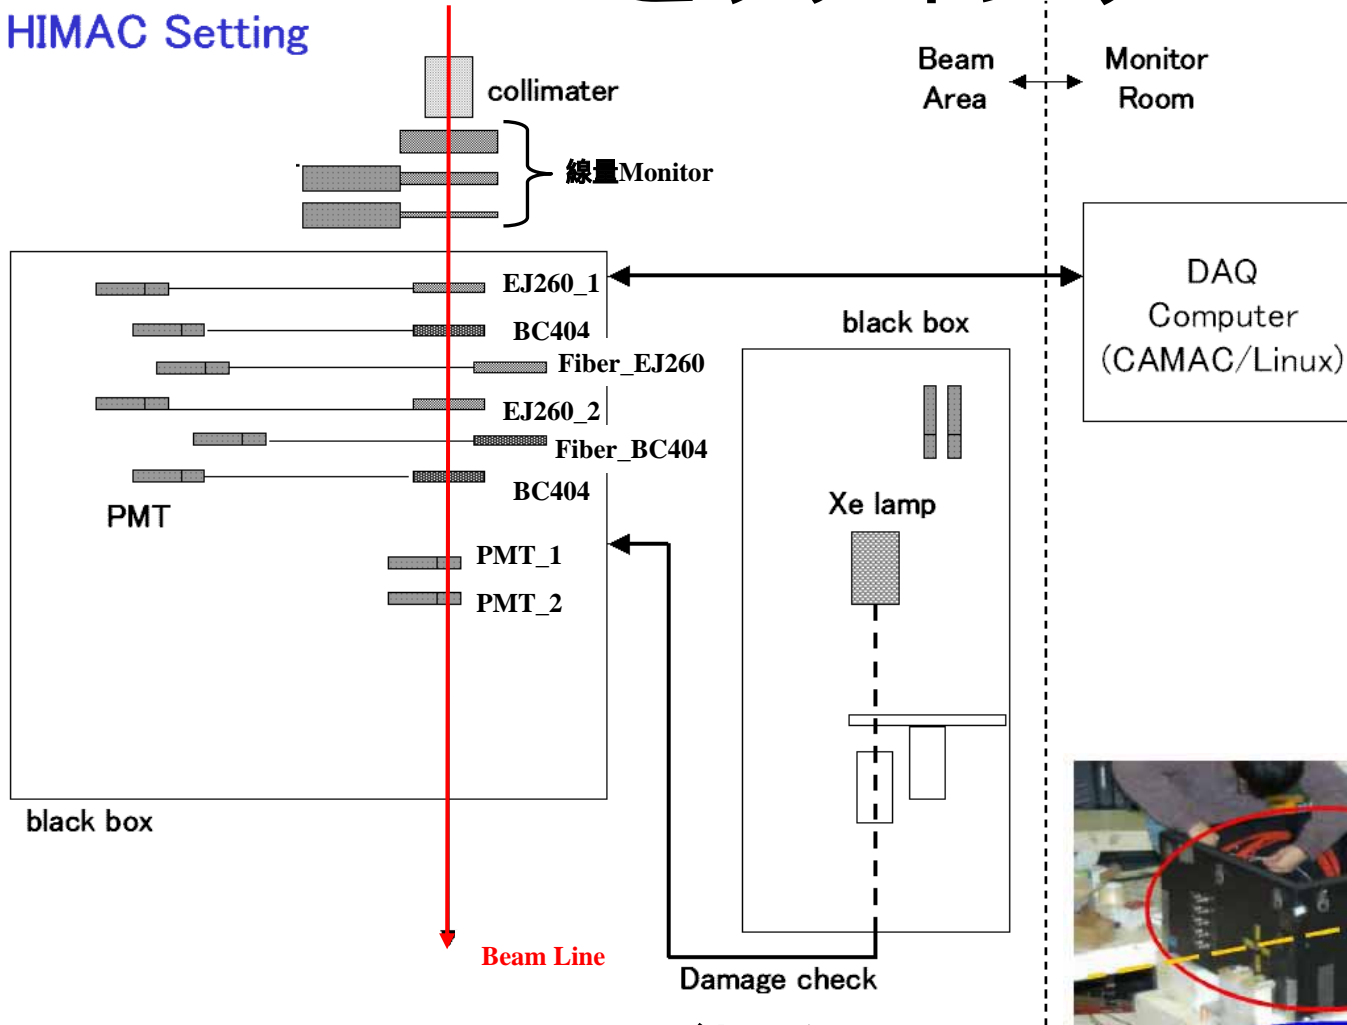 HIMAC Setting
collimater
線量Monitor
Beam
Area
Monitor
Room
EJ260_1
BC404
Fiber_EJ260
EJ260_2
Fiber_BC404
BC404
PMT
PMT_1
PMT_2
black box
Beam Line
black box
Xe lamp
Damage check
DAQ
Computer
(CAMAC/Linux)